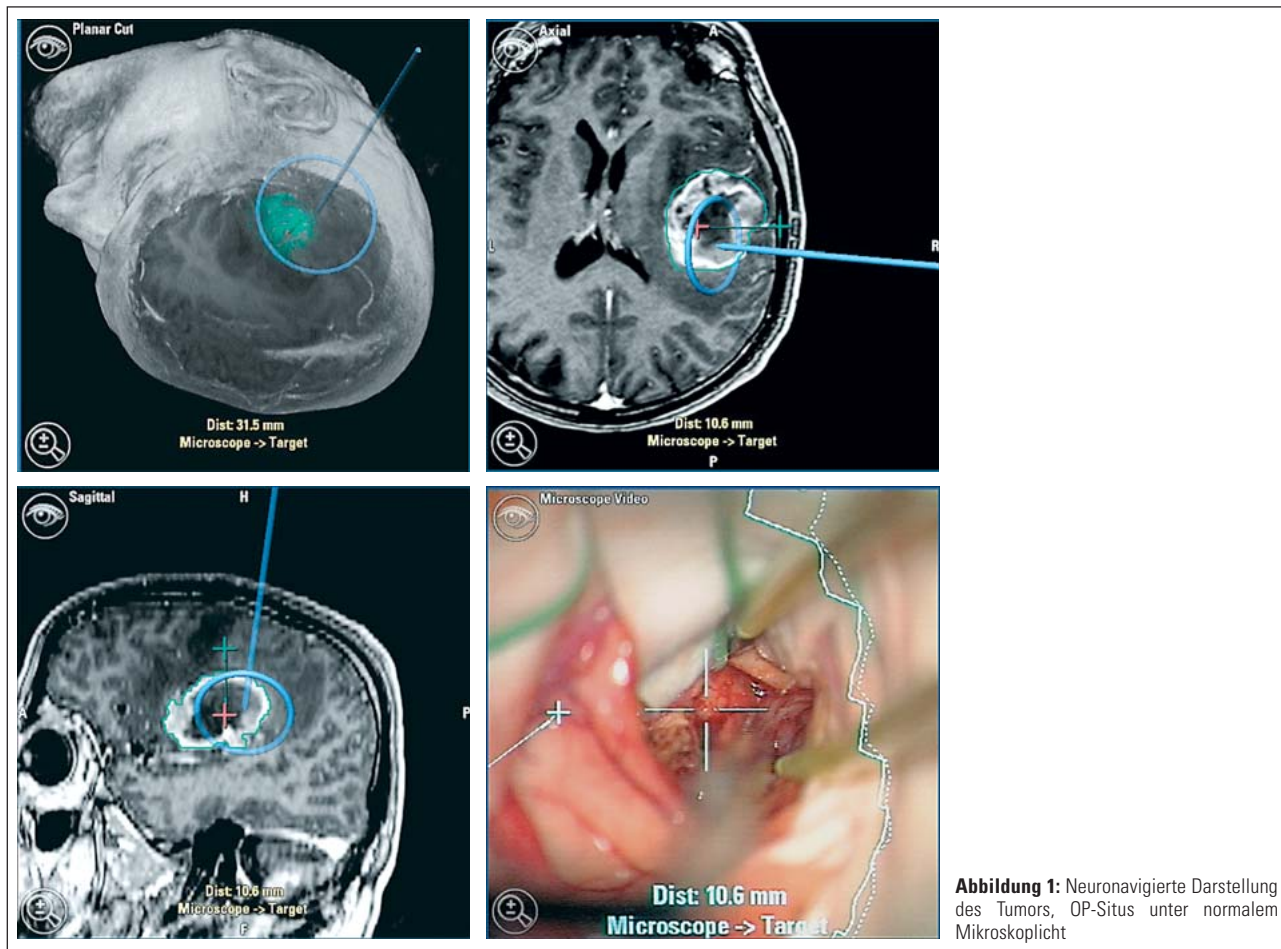 Planar Cut
Dist: 31.5 mm
Microscope -> Target
Axial
A
L
R
Dist: 10.6 mm
Microscope -> Target
P
Sagittal
H
A
P
Dist: 10.6 mm
Microscope -> Target
F
Microscope Video
Dist: 10.6 mm
Microscope -> Target
Abbildung 1: Neuronavigierte Darstellung
des Tumors, OP-Situs unter normalem
Mikroskoplicht